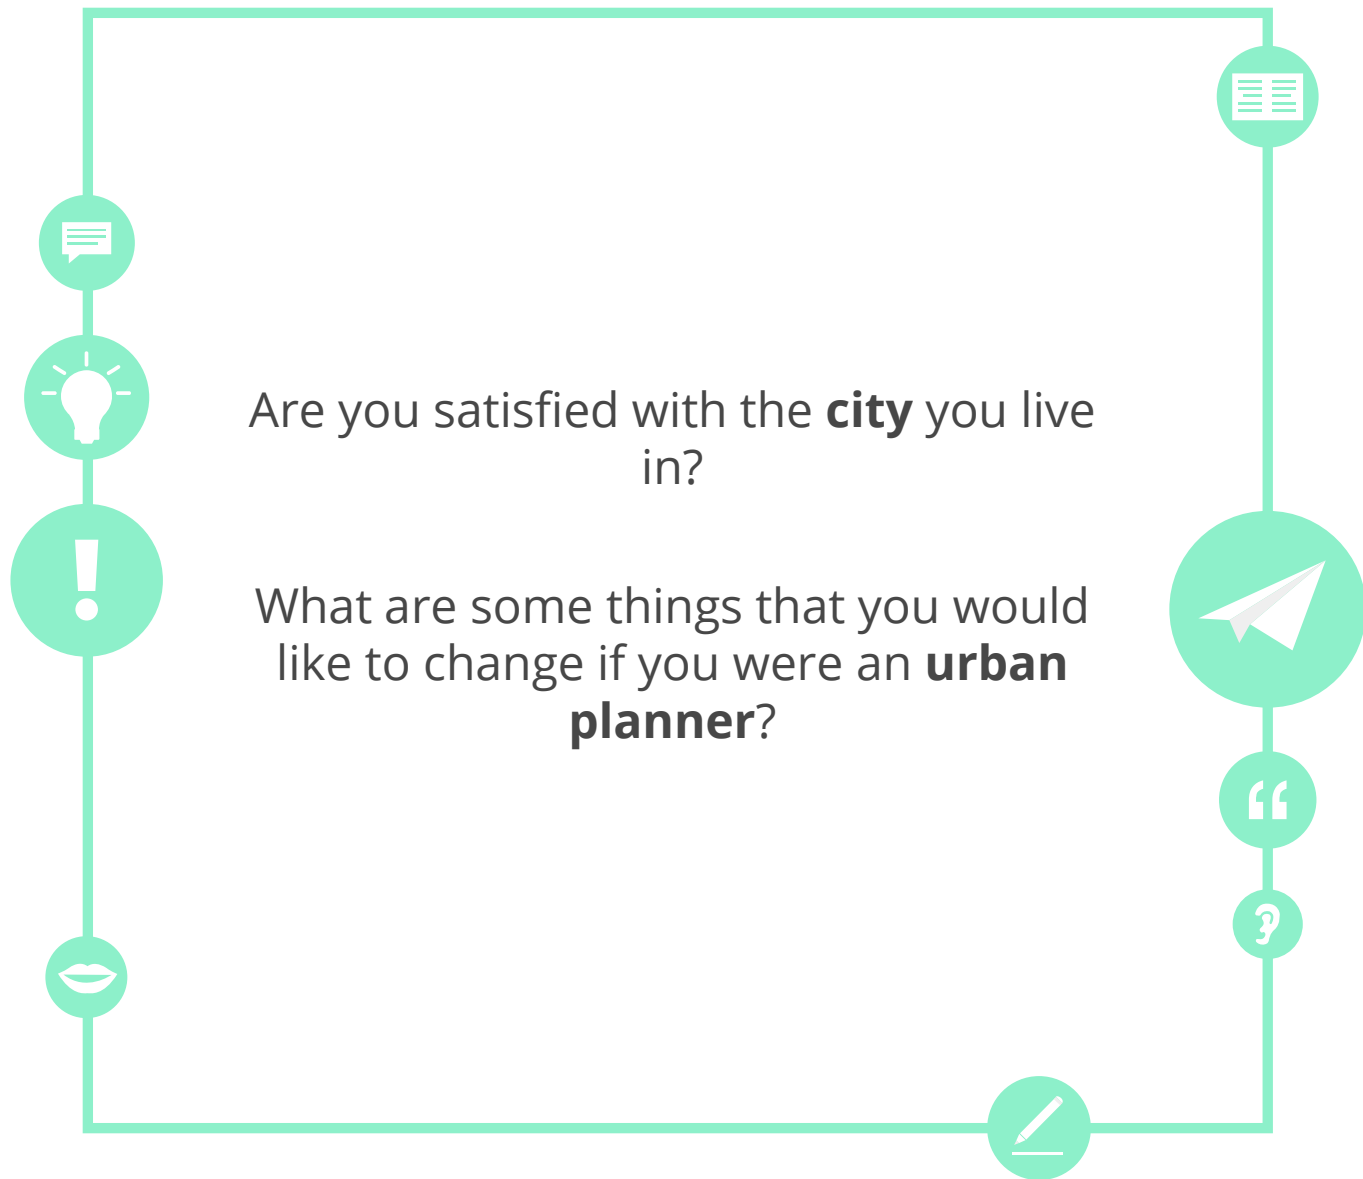 Are you satisfied with the city you live
in?
What are some things that you would
like to change if you were an urban
planner?